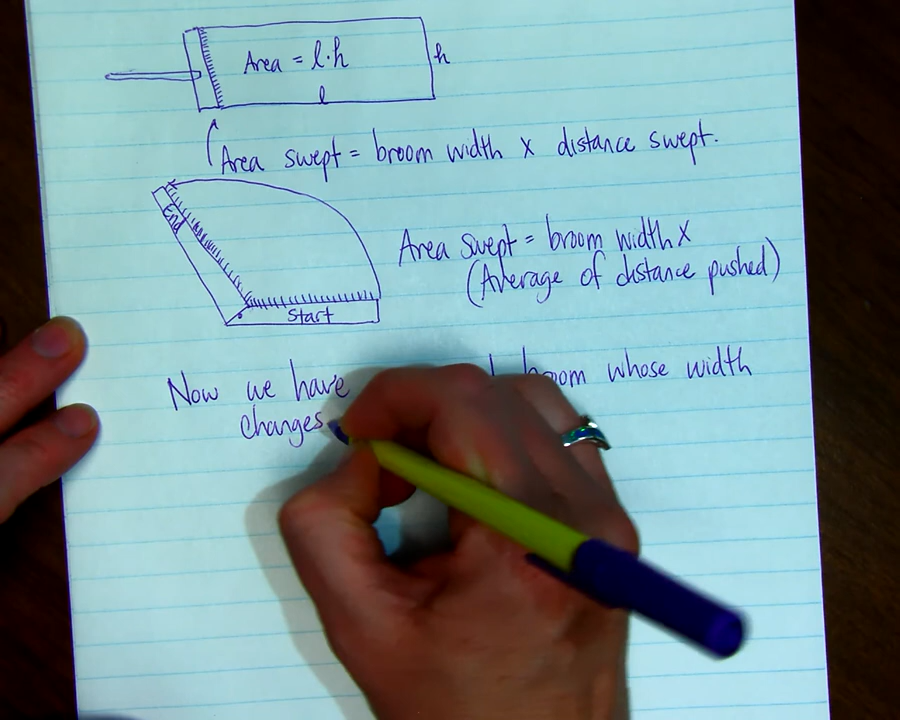 Area = l·h
h
l
Area swept = broom width x distance swept.
End
Start
Area swept = broom width x
(Average of distance pushed)
Now we have broom whose width
changes